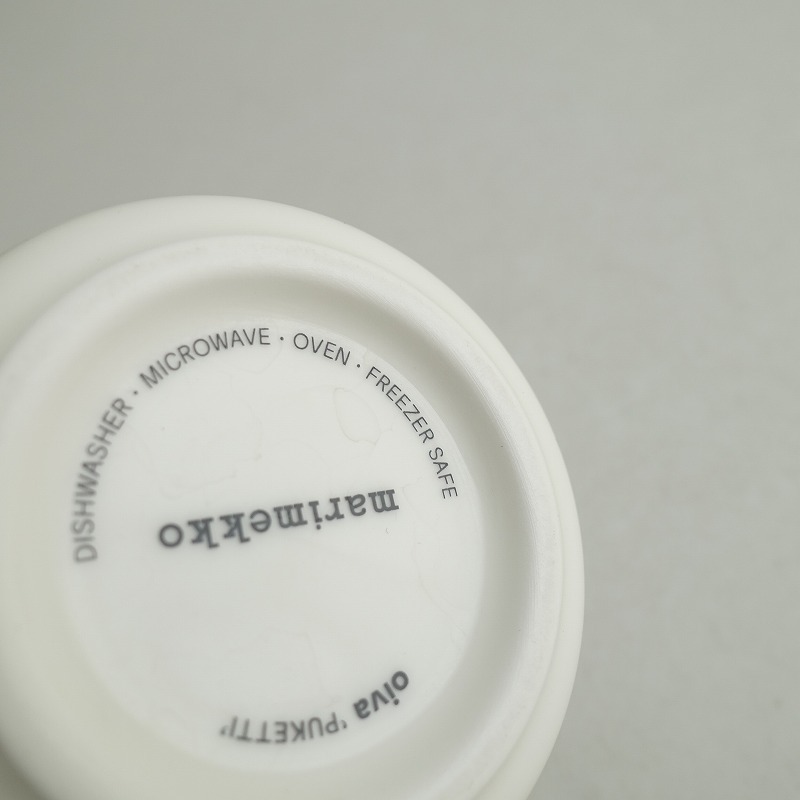 DISHWASHER · MICROWAVE · OVEN · FREEZER SAFE
marimekko
oiva 'PUKETTI'